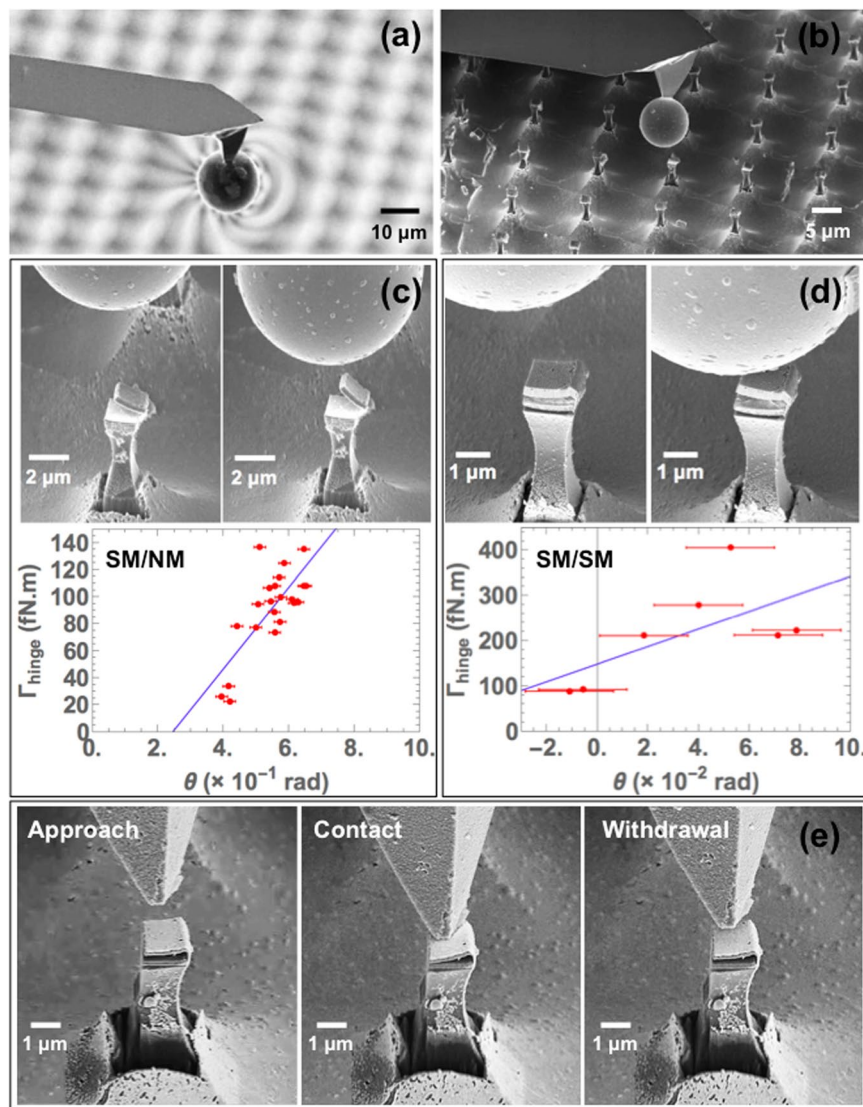 (a)
10 μm
(b)
5 μm
(c)
2 μm
2 μm
(d)
1 μm
1 μm
SM/NM
Γhinge (fN.m)
140
120
100
80
60
40
20
0
0. 2. 4. 6. 8. 10.
θ (× 10⁻¹ rad)
SM/SM
Γhinge (fN.m)
400
300
200
100
0
−2. 0. 2. 4. 6. 8. 10.
θ (× 10⁻² rad)
Approach
Contact
Withdrawal
(e)
1 μm
1 μm
1 μm